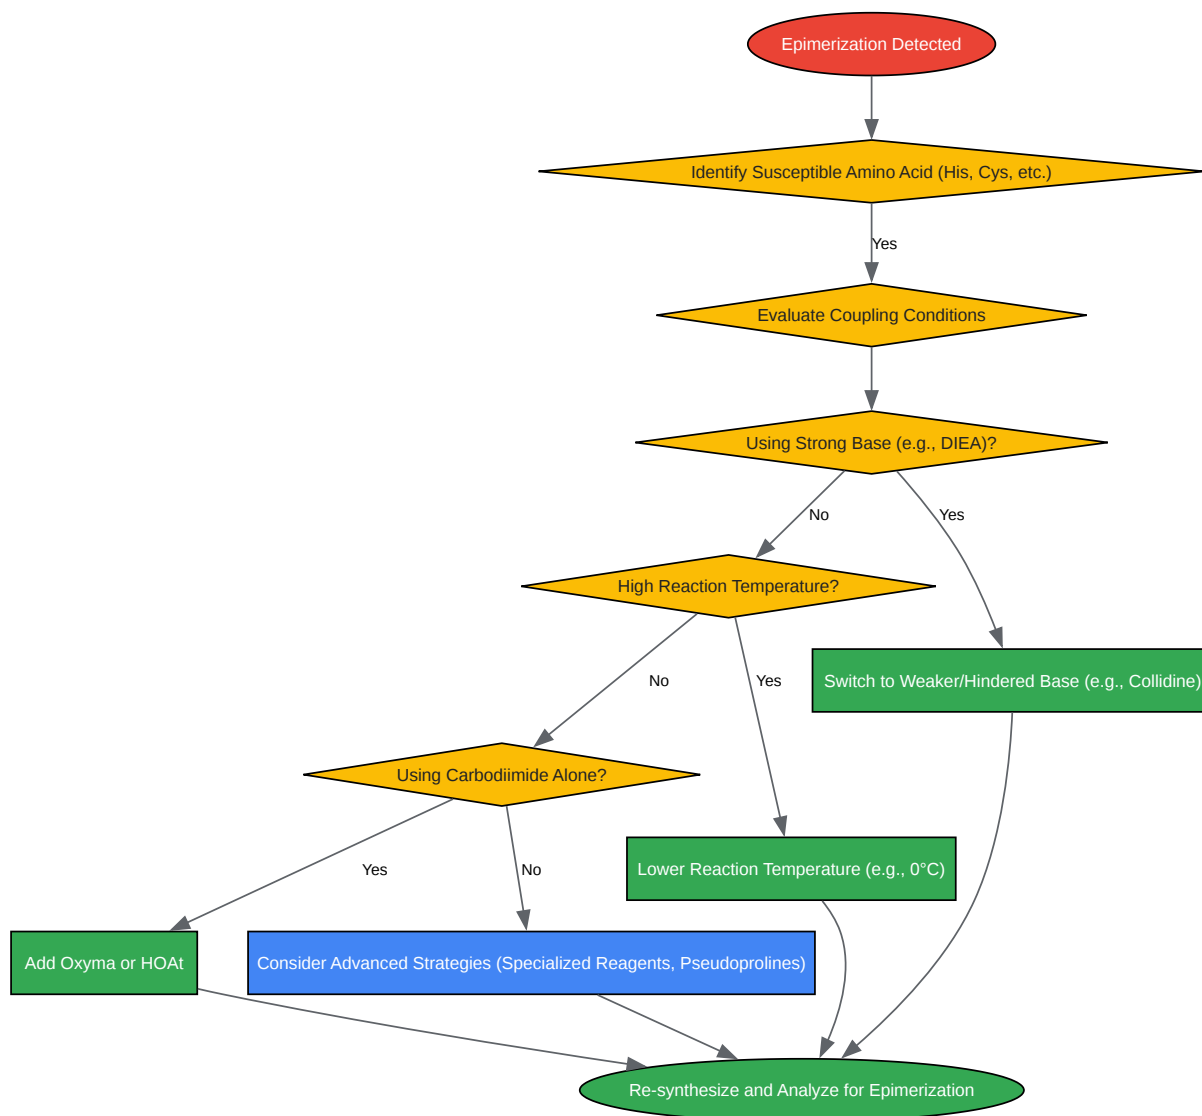 Epimerization Detected
Identify Susceptible Amino Acid (His, Cys, etc.)
Yes
Evaluate Coupling Conditions
Using Strong Base (e.g., DIEA)?
No
Yes
High Reaction Temperature?
No
Yes
Switch to Weaker/Hindered Base (e.g., Collidine)
Using Carbodiimide Alone?
Yes
No
Lower Reaction Temperature (e.g., 0°C)
Add Oxyma or HOAt
Consider Advanced Strategies (Specialized Reagents, Pseudoprolines)
Re-synthesize and Analyze for Epimerization